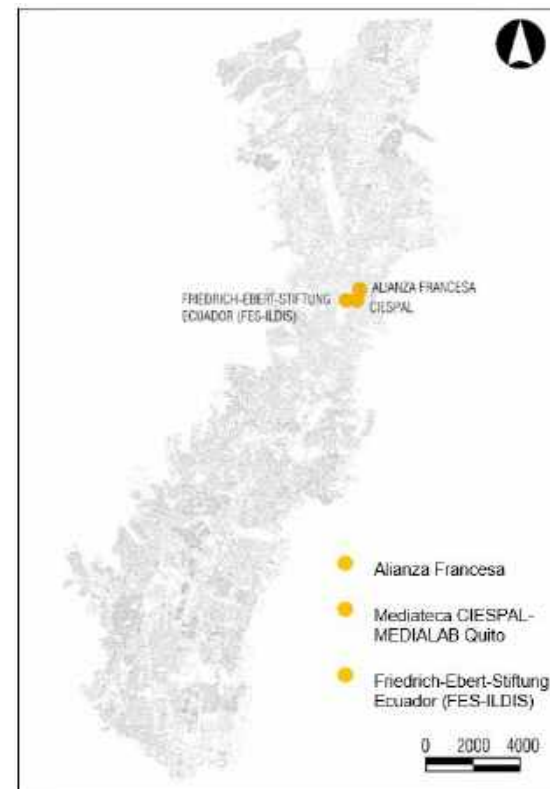 ALIANZA FRANCESA
FRIEDRICH-EBERT-STIFTUNG
ECUADOR (FES-ILDIS)
CIESPAL
Alianza Francesa
Mediateca CIESPAL-
MEDIALAB Quito
Friedrich-Ebert-Stiftung
Ecuador (FES-ILDIS)
0 2000 4000